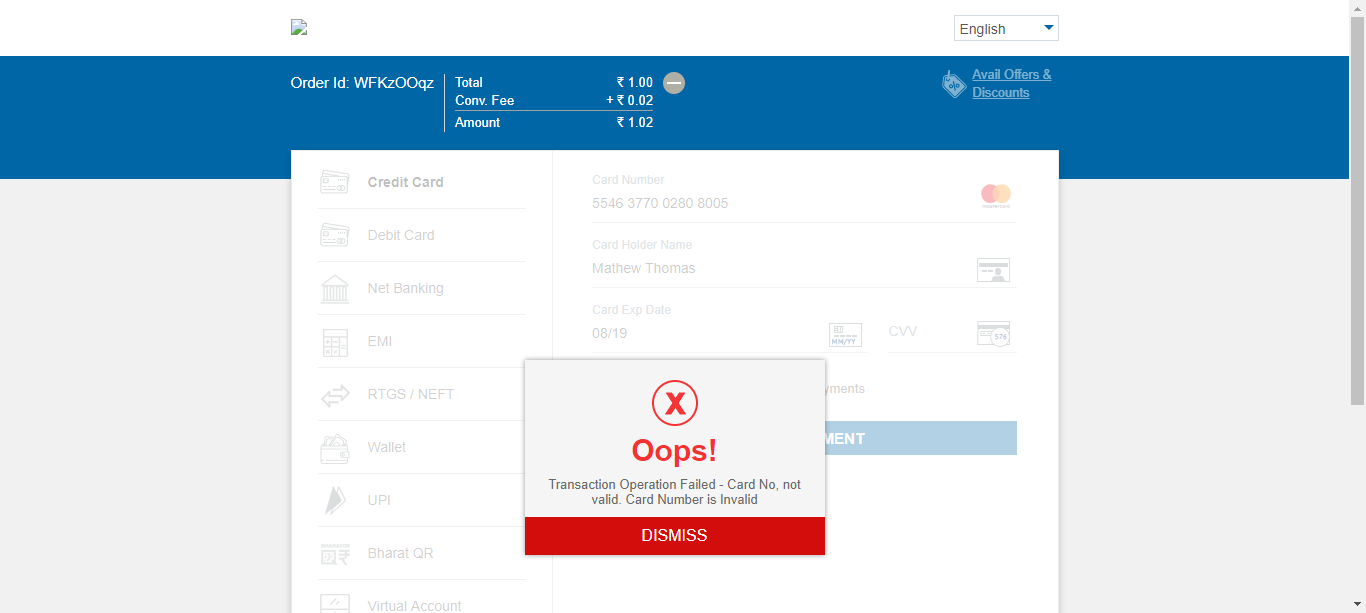 English
Order Id: WFKzOOqz
Total ₹ 1.00
Conv. Fee + ₹ 0.02
Amount ₹ 1.02
Avail Offers &
Discounts
Credit Card
Debit Card
Net Banking
EMI
RTGS / NEFT
Wallet
UPI
Bharat QR
Virtual Account
Card Number
5546 3770 0280 8005
mastercard
Card Holder Name
Mathew Thomas
Card Exp Date
08/19
MM/YY
CVV
576
yments
MENT
X
Oops!
Transaction Operation Failed - Card No, not
valid. Card Number is Invalid
DISMISS